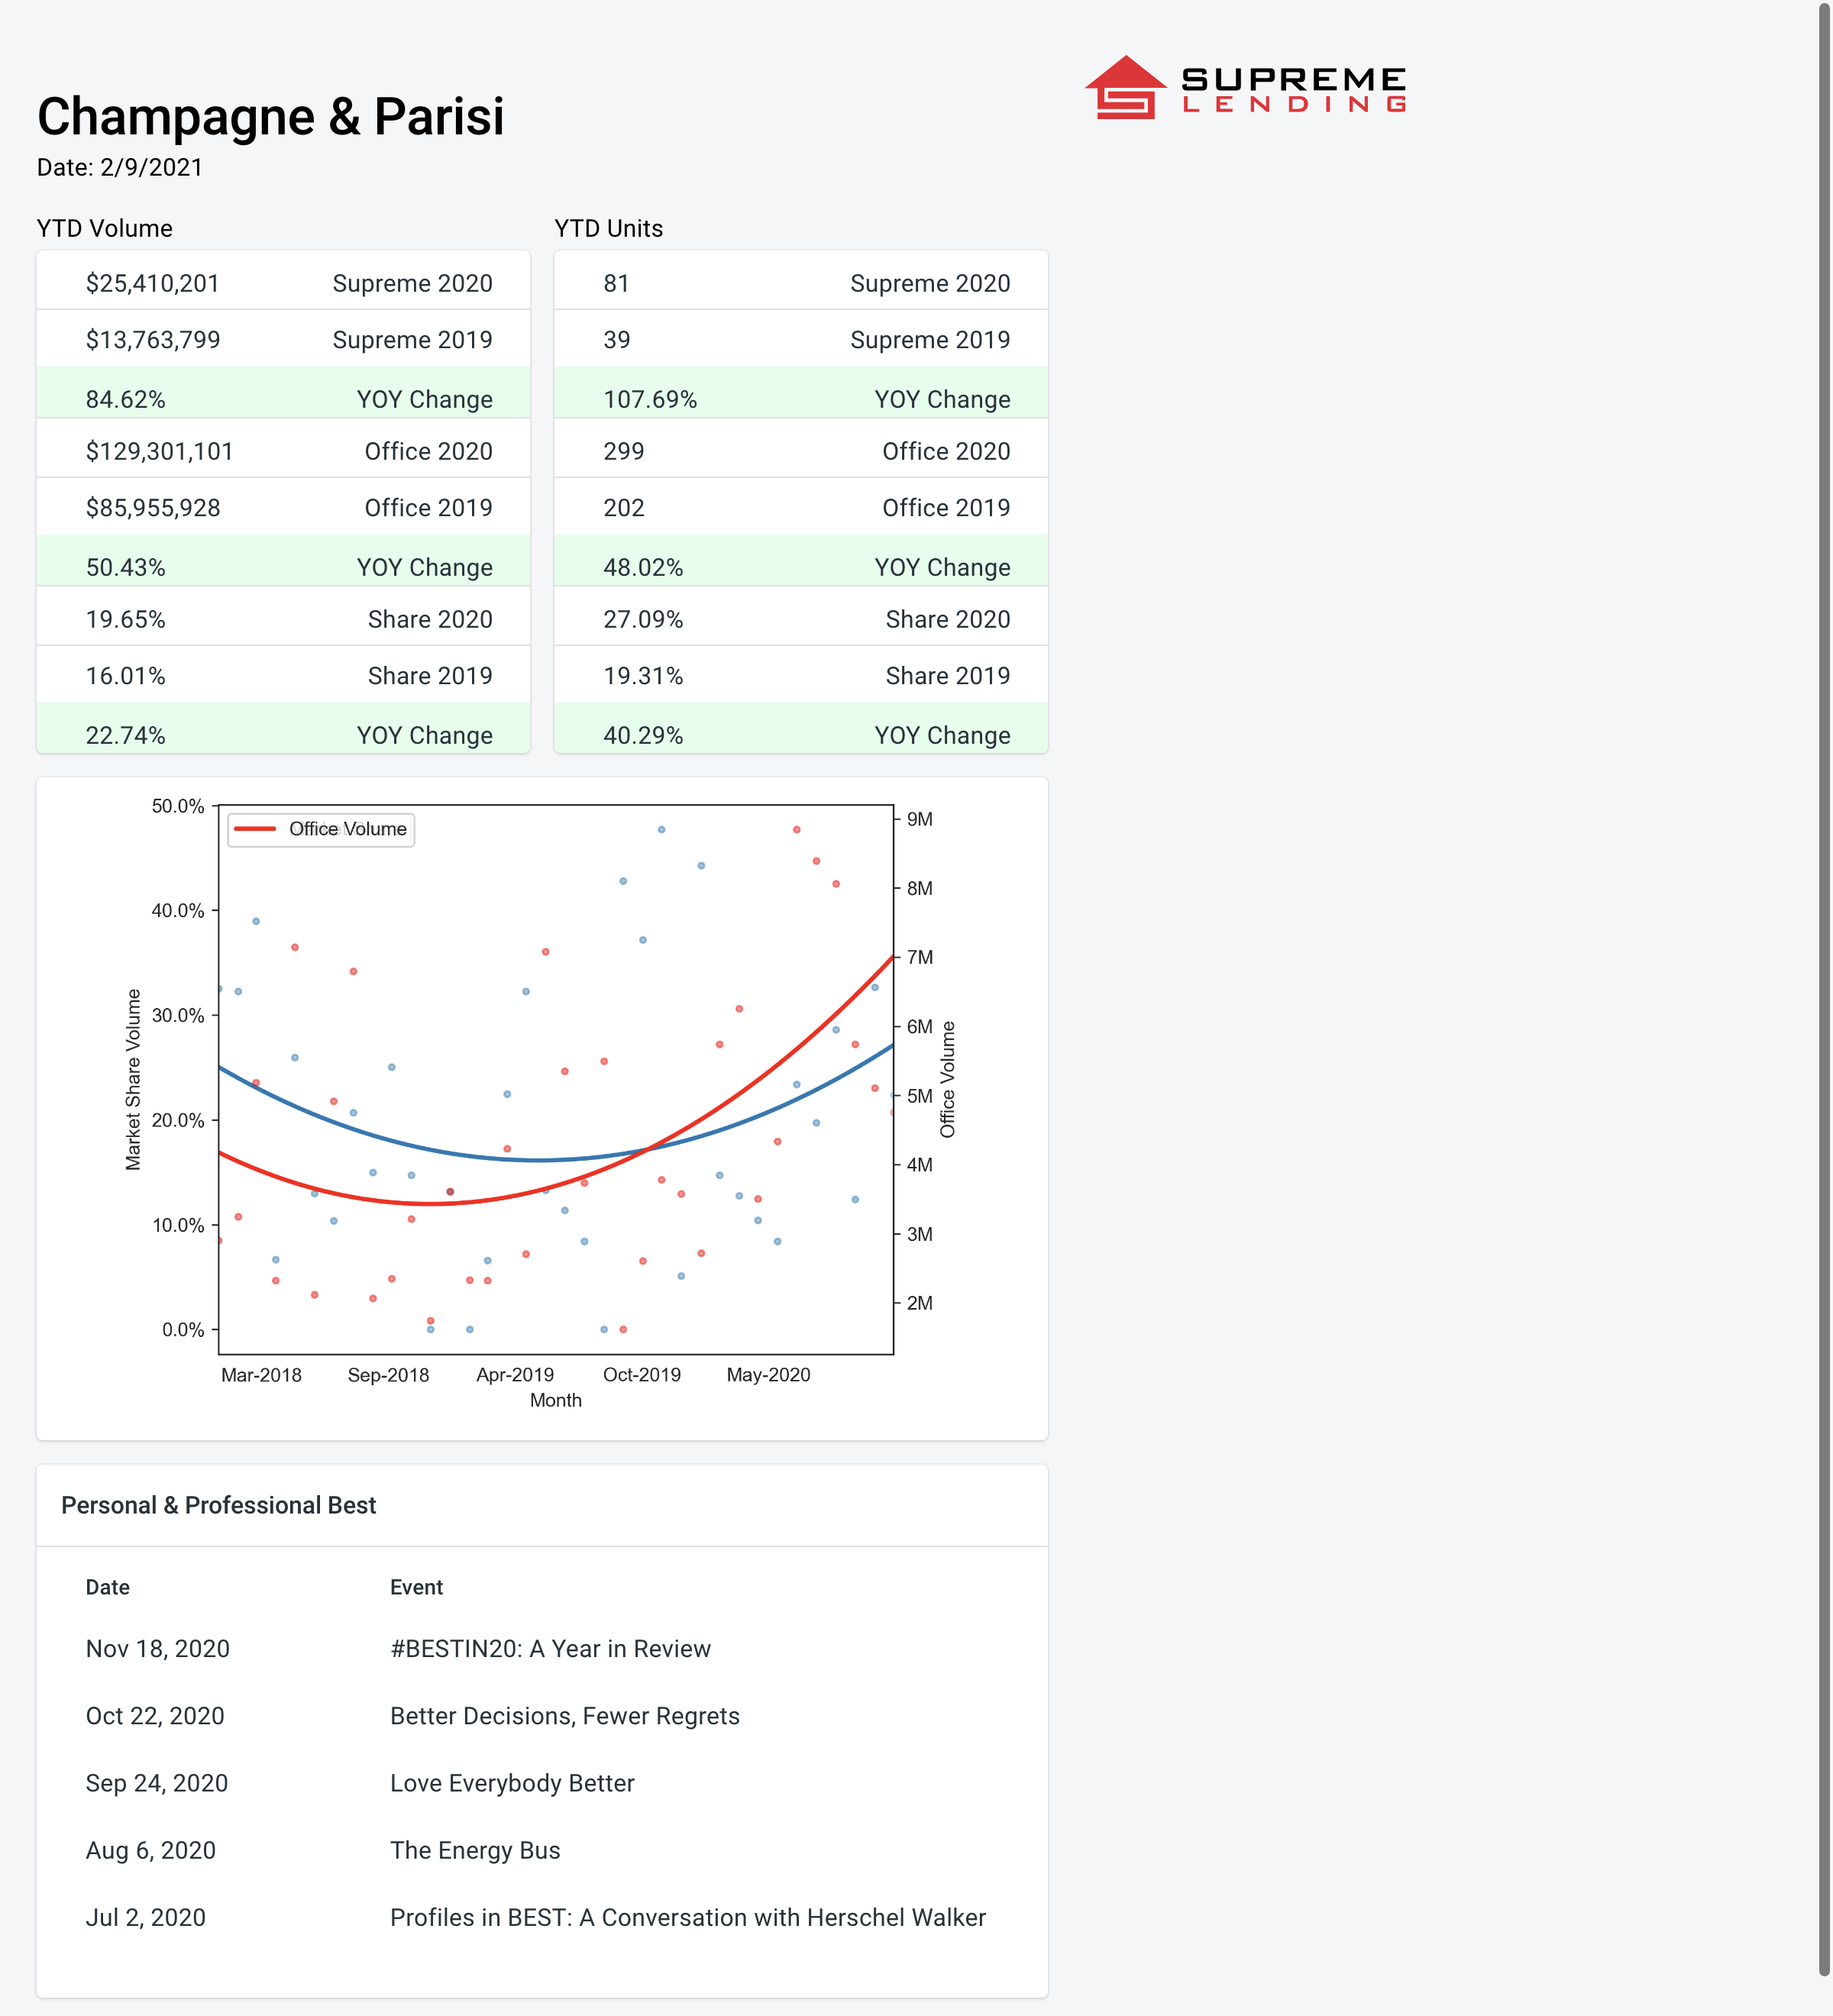 SUPREME
LENDING
Champagne & Parisi
Date: 2/9/2021
YTD Volume
$25,410,201 Supreme 2020
$13,763,799 Supreme 2019
84.62% YOY Change
$129,301,101 Office 2020
$85,955,928 Office 2019
50.43% YOY Change
19.65% Share 2020
16.01% Share 2019
22.74% YOY Change
YTD Units
81 Supreme 2020
39 Supreme 2019
107.69% YOY Change
299 Office 2020
202 Office 2019
48.02% YOY Change
27.09% Share 2020
19.31% Share 2019
40.29% YOY Change
Office Volume
Market Share Volume
50.0%
40.0%
30.0%
20.0%
10.0%
0.0%
9M
8M
7M
6M
5M
4M
3M
2M
Office Volume
Mar-2018 Sep-2018 Apr-2019 Oct-2019 May-2020
Month
Personal & Professional Best
Date Event
Nov 18, 2020 #BESTIN20: A Year in Review
Oct 22, 2020 Better Decisions, Fewer Regrets
Sep 24, 2020 Love Everybody Better
Aug 6, 2020 The Energy Bus
Jul 2, 2020 Profiles in BEST: A Conversation with Herschel Walker